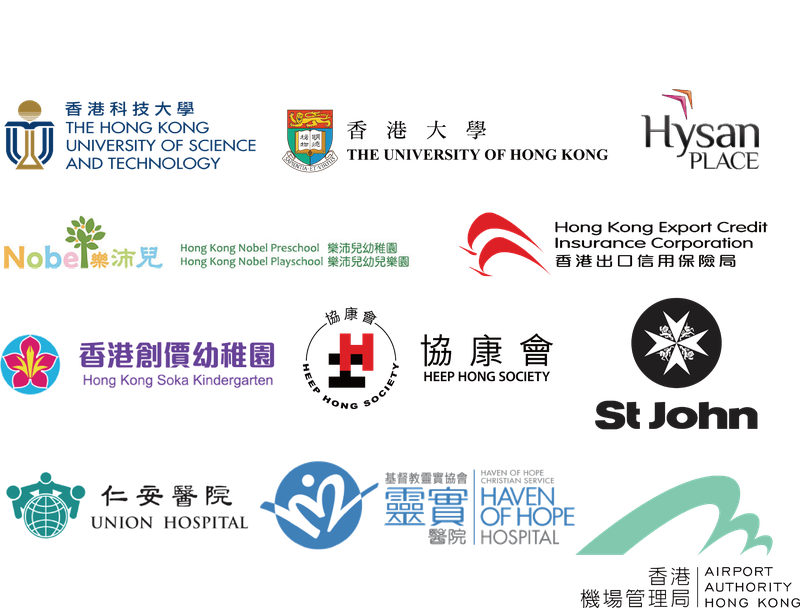 香港科技大學
THE HONG KONG
UNIVERSITY OF SCIENCE
AND TECHNOLOGY
香港大學
THE UNIVERSITY OF HONG KONG
Hysan
PLACE
Nobel樂沛兒
Hong Kong Nobel Preschool 樂沛兒幼稚園
Hong Kong Nobel Playschool 樂沛兒幼兒樂園
Hong Kong Export Credit
Insurance Corporation
香港出口信用保險局
香港創價幼稚園
Hong Kong Soka Kindergarten
協康會
HEEP HONG SOCIETY
協康會
HEEP HONG SOCIETY
St John
仁安醫院
UNION HOSPITAL
基督教靈實協會
靈實
醫院
HAVEN OF HOPE
CHRISTIAN SERVICE
HAVEN
OF HOPE
HOSPITAL
香港
機場管理局
AIRPORT
AUTHORITY
HONG KONG